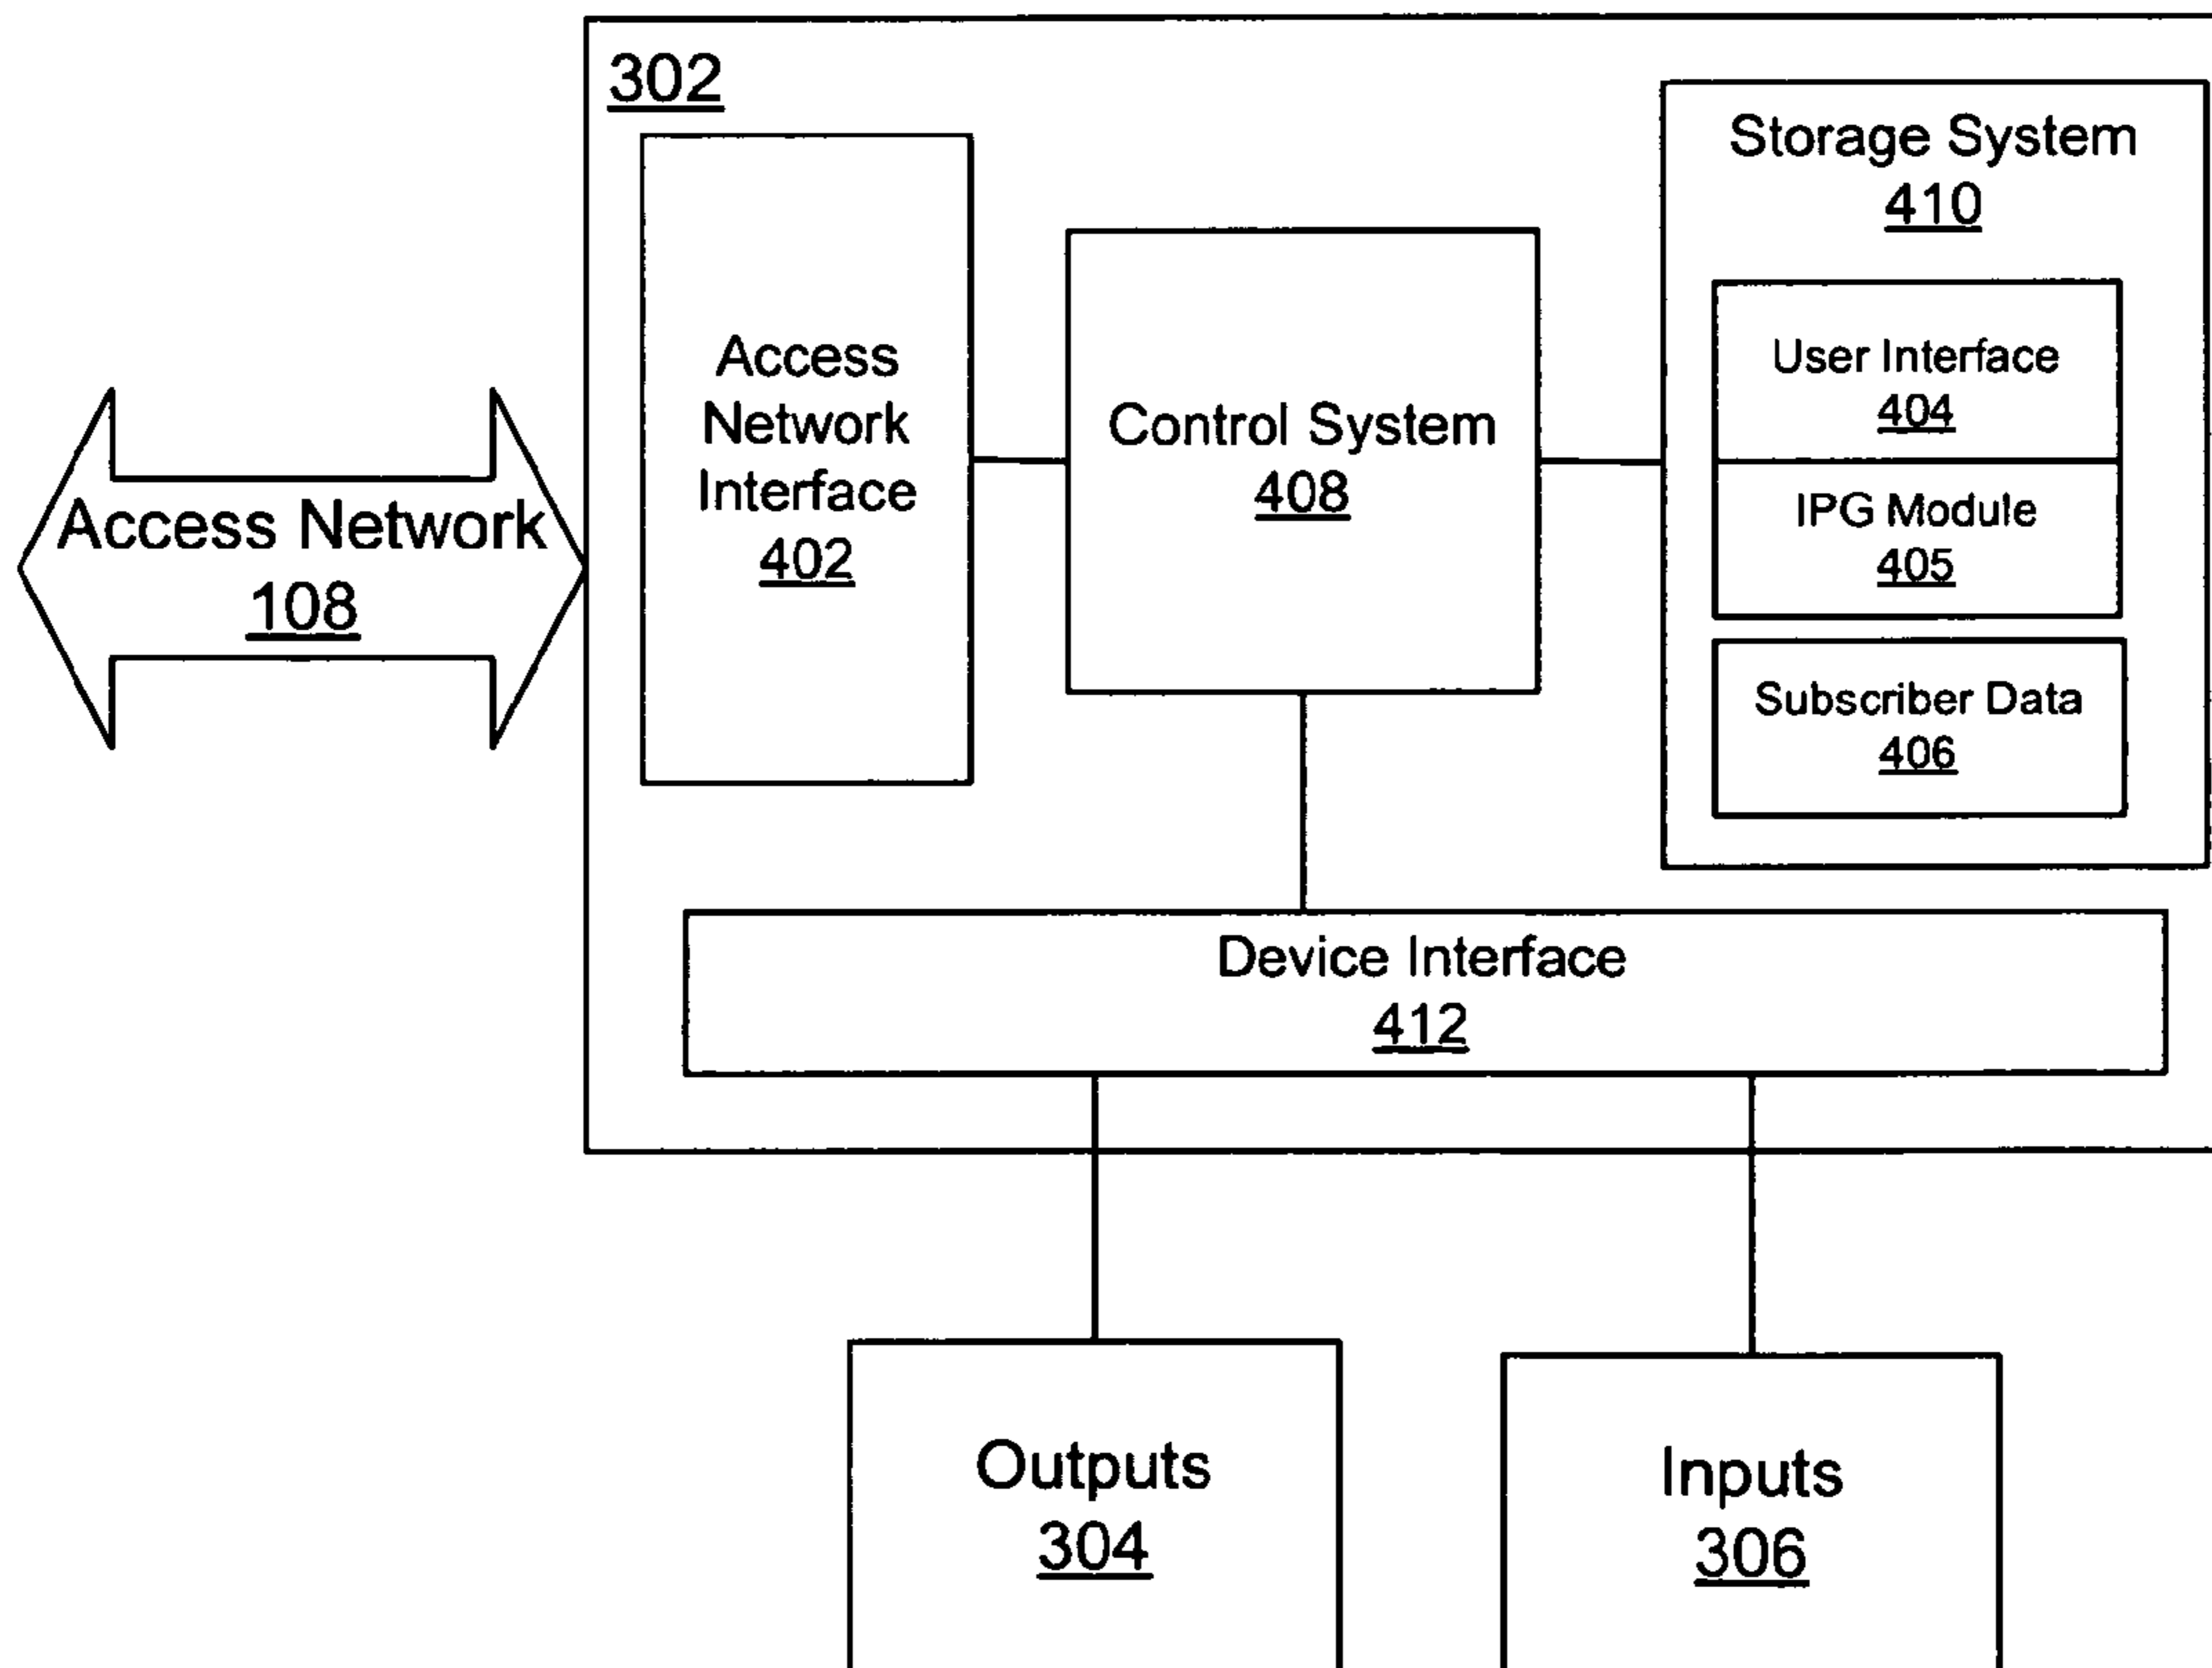 302
Storage System
410
Access
Network
Interface
402
Control System
408
User Interface
404
IPG Module
405
Subscriber Data
406
Access Network
108
Device Interface
412
Outputs
304
Inputs
306